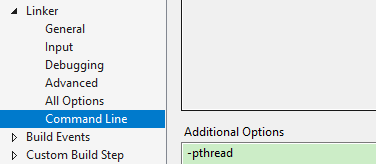 Linker
General
Input
Debugging
Advanced
All Options
Command Line
Build Events
Custom Build Step
Additional Options
-pthread